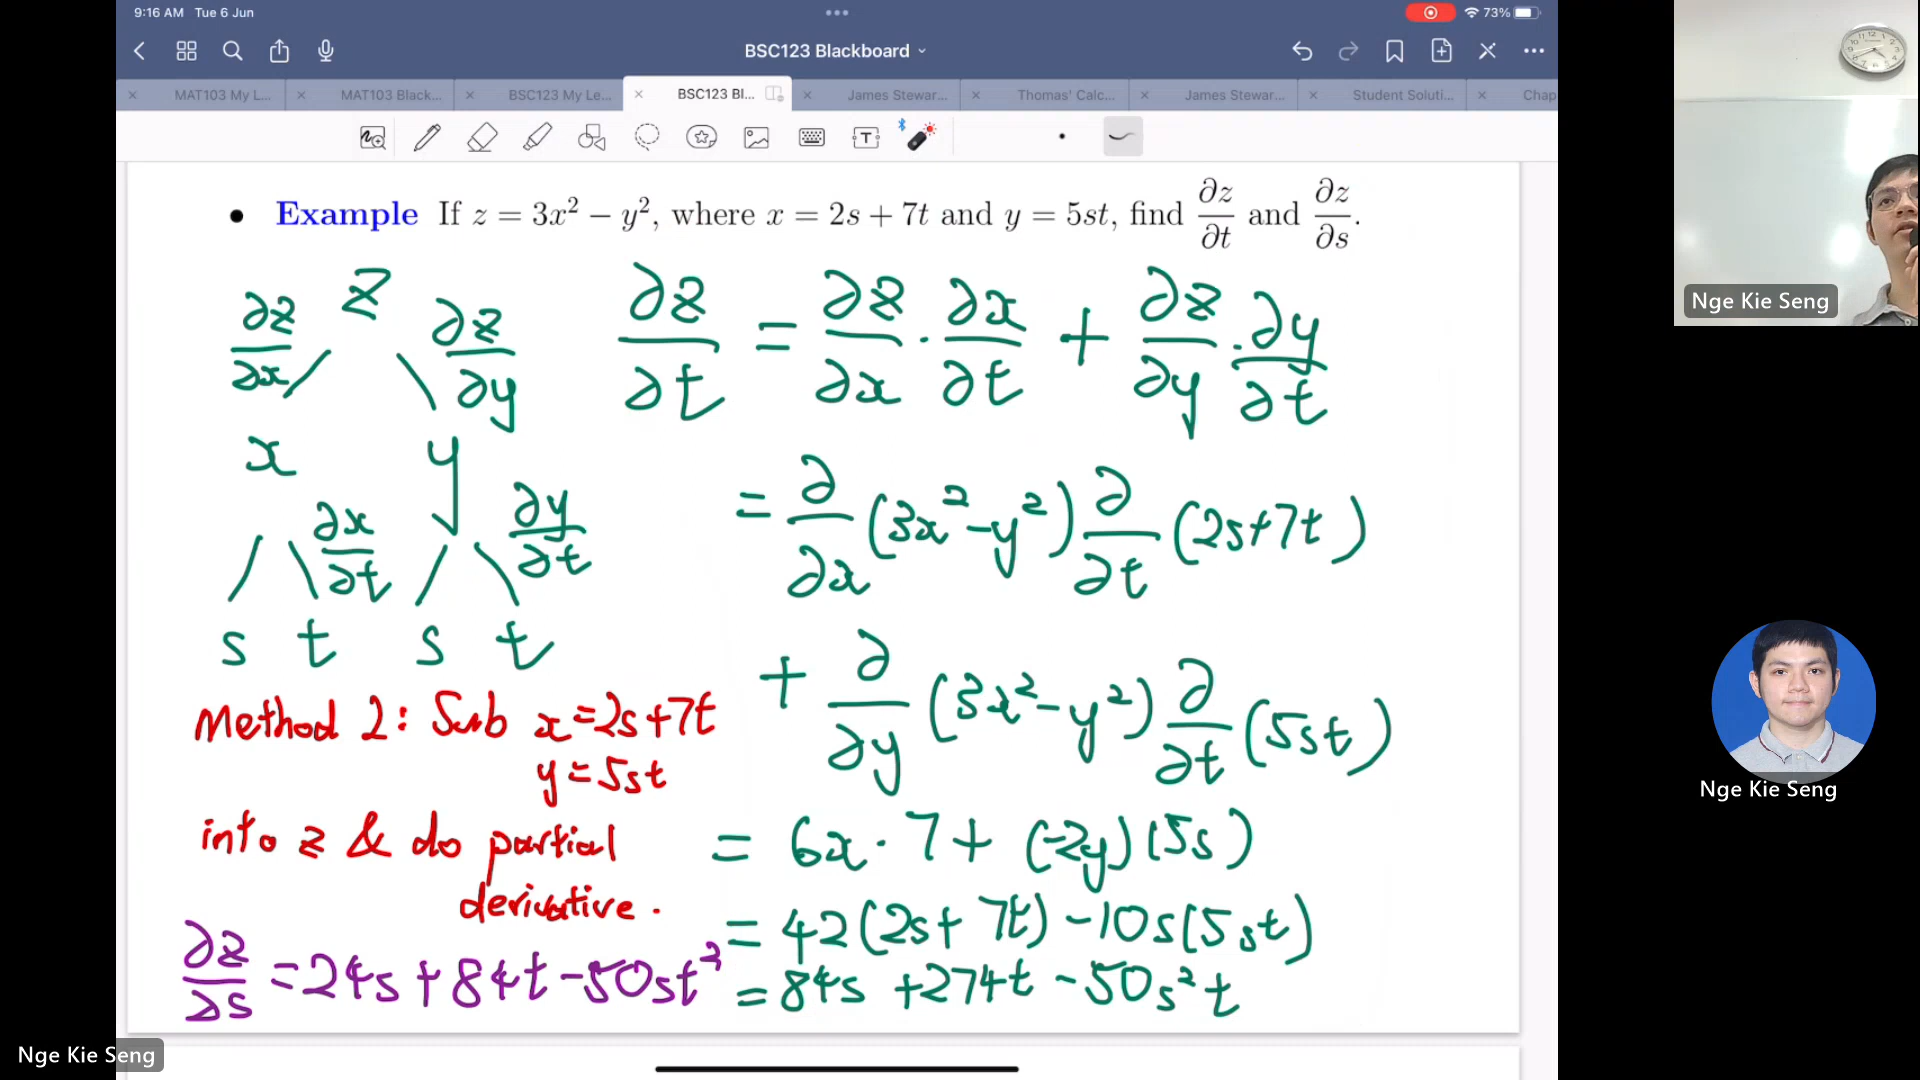 9:16 AM Tue 6 Jun
73%
BSC123 Blackboard
MAT103 My L...
MAT103 Black...
BSC123 My Le...
BSC123 Bl...
James Stewar...
Thomas' Calc...
James Stewar...
Student Soluti...
Chap
• Example If z = 3x² − y², where x = 2s + 7t and y = 5st, find ∂z/∂t and ∂z/∂s.
z
∂z/∂x
∂z/∂y
x y
∂x/∂t
∂y/∂t
s t s t
∂z/∂t = ∂z/∂x · ∂x/∂t + ∂z/∂y · ∂y/∂t
= ∂/∂x (3x²-y²) ∂/∂t (2s+7t)
+ ∂/∂y (3x²-y²) ∂/∂t (5st)
= 6x·7 + (-2y)(5s)
= 42(2s+7t) -10s(5st)
= 84s +274t -50s²t
Method 2: Sub x=2s+7t
y=5st
into z & do partial
derivative.
∂z/∂s = 24s+84t-50st²
Nge Kie Seng
Nge Kie Seng
Nge Kie Seng